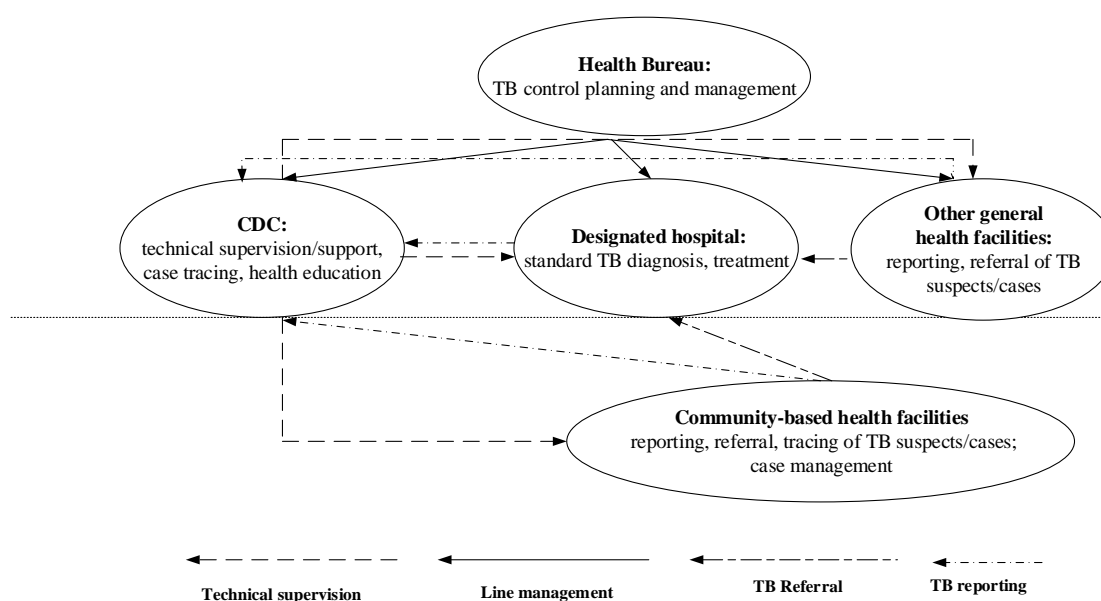 Health Bureau:
TB control planning and management
CDC:
technical supervision/support,
case tracing, health education
Designated hospital:
standard TB diagnosis, treatment
Other general
health facilities:
reporting, referral of TB
suspects/cases
Community-based health facilities
reporting, referral, tracing of TB suspects/cases;
case management
Technical supervision
Line management
TB Referral
TB reporting